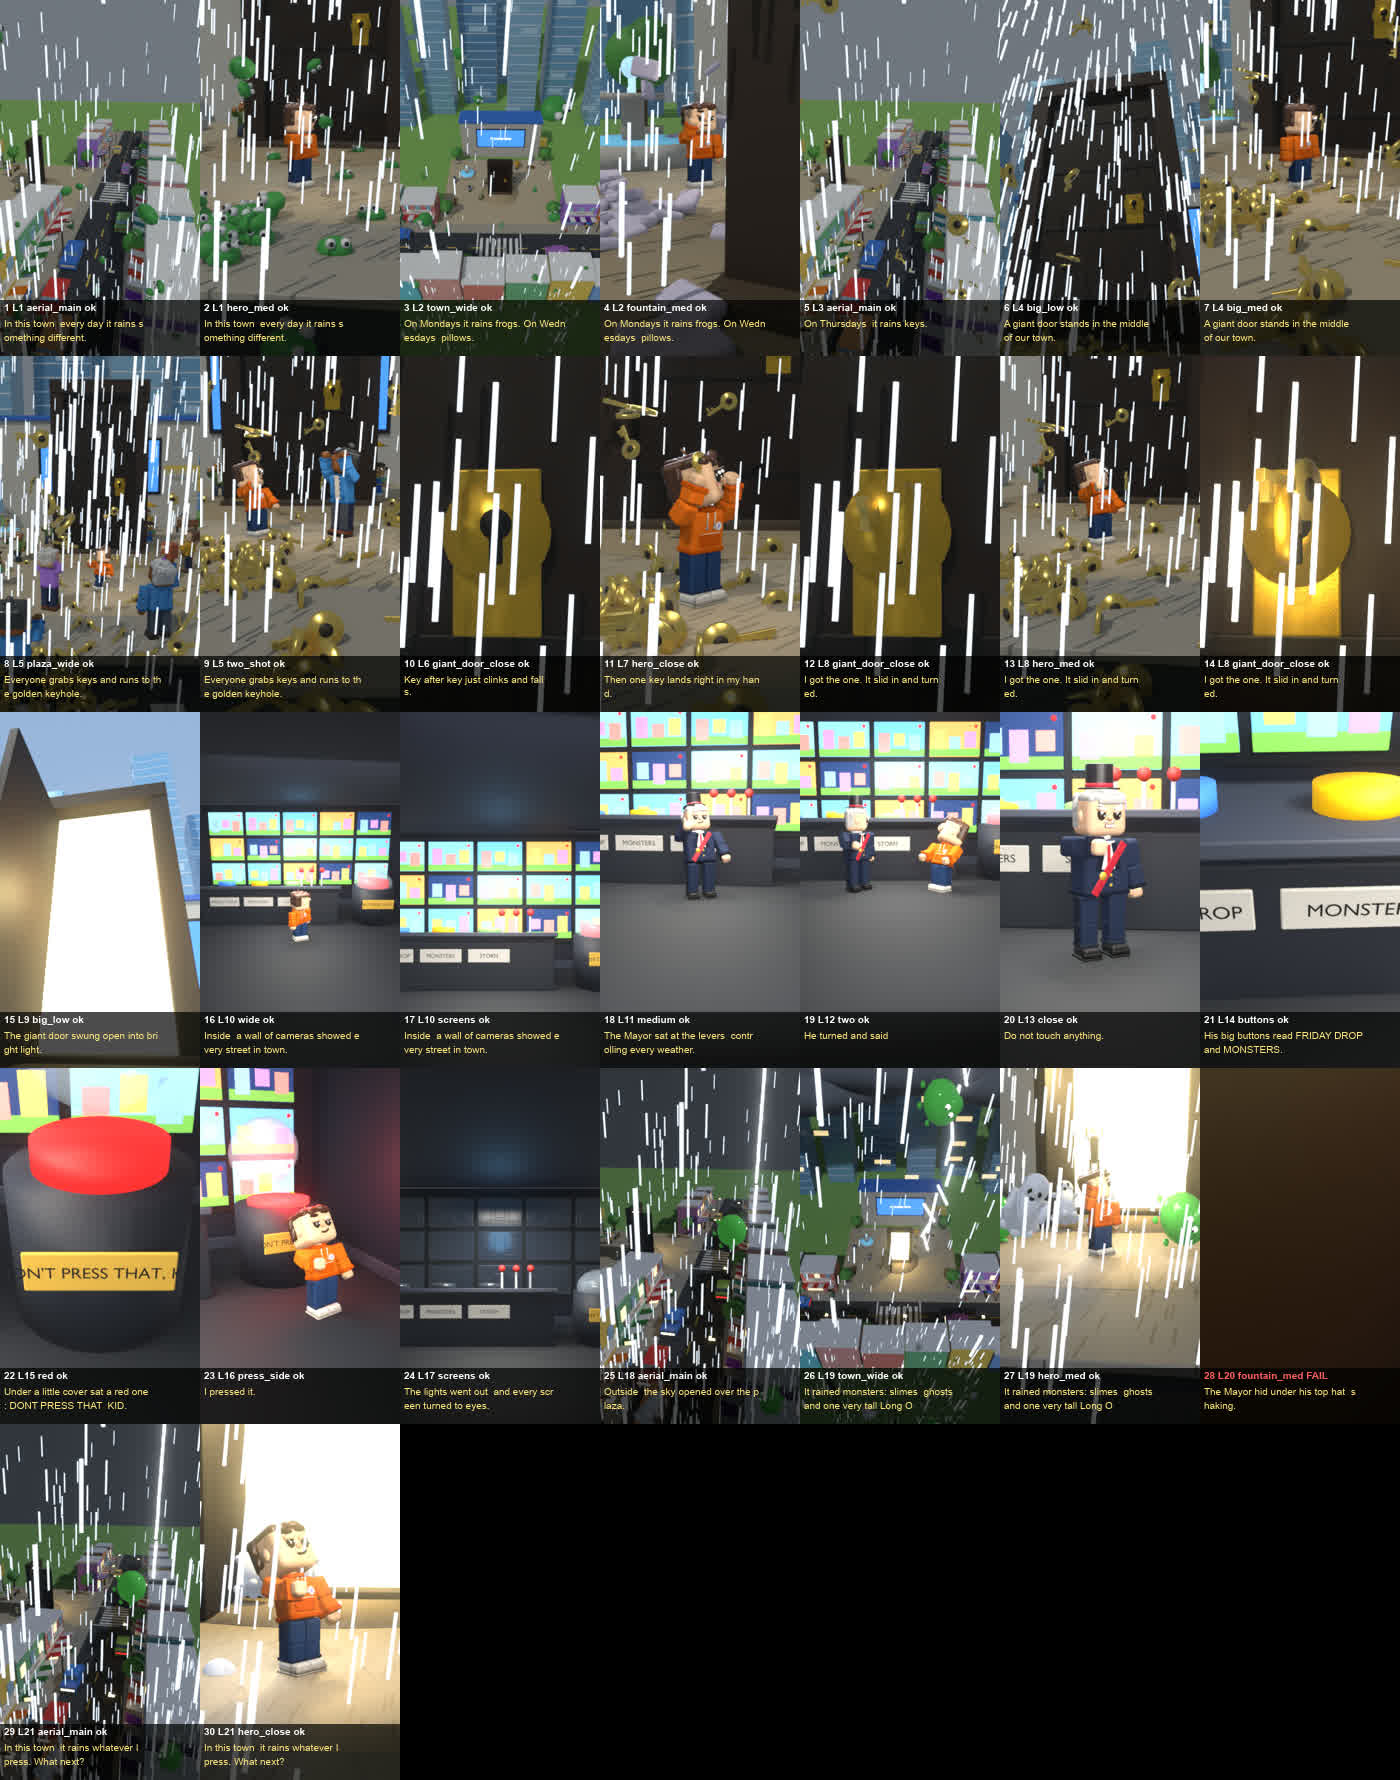 1 L1 aerial_main ok
In this town  every day it rains s
omething different.
2 L1 hero_med ok
In this town  every day it rains s
omething different.
3 L2 town_wide ok
On Mondays it rains frogs. On Wedn
esdays  pillows.
4 L2 fountain_med ok
On Mondays it rains frogs. On Wedn
esdays  pillows.
5 L3 aerial_main ok
On Thursdays  it rains keys.
6 L4 big_low ok
A giant door stands in the middle
of our town.
7 L4 big_med ok
A giant door stands in the middle
of our town.
8 L5 plaza_wide ok
Everyone grabs keys and runs to th
e golden keyhole.
9 L5 two_shot ok
Everyone grabs keys and runs to th
e golden keyhole.
10 L6 giant_door_close ok
Key after key just clinks and fall
s.
11 L7 hero_close ok
Then one key lands right in my han
d.
12 L8 giant_door_close ok
I got the one. It slid in and turn
ed.
13 L8 hero_med ok
I got the one. It slid in and turn
ed.
14 L8 giant_door_close ok
I got the one. It slid in and turn
ed.
15 L9 big_low ok
The giant door swung open into bri
ght light.
16 L10 wide ok
Inside  a wall of cameras showed e
very street in town.
OP
MONSTERS
STORM
17 L10 screens ok
Inside  a wall of cameras showed e
very street in town.
MONSTERS
18 L11 medium ok
The Mayor sat at the levers  contr
olling every weather.
MONS
STORM
19 L12 two ok
He turned and said
ERS
S
20 L13 close ok
Do not touch anything.
ROP
MONSTE
21 L14 buttons ok
His big buttons read FRIDAY DROP
and MONSTERS.
ON'T PRESS THAT, K
22 L15 red ok
Under a little cover sat a red one
: DONT PRESS THAT  KID.
ON'T PRE
23 L16 press_side ok
I pressed it.
MONSTERS
24 L17 screens ok
The lights went out  and every scr
een turned to eyes.
25 L18 aerial_main ok
Outside  the sky opened over the p
laza.
26 L19 town_wide ok
It rained monsters: slimes  ghosts
and one very tall Long O
27 L19 hero_med ok
It rained monsters: slimes  ghosts
and one very tall Long O
28 L20 fountain_med FAIL
The Mayor hid under his top hat  s
haking.
29 L21 aerial_main ok
In this town  it rains whatever I
press. What next?
30 L21 hero_close ok
In this town  it rains whatever I
press. What next?